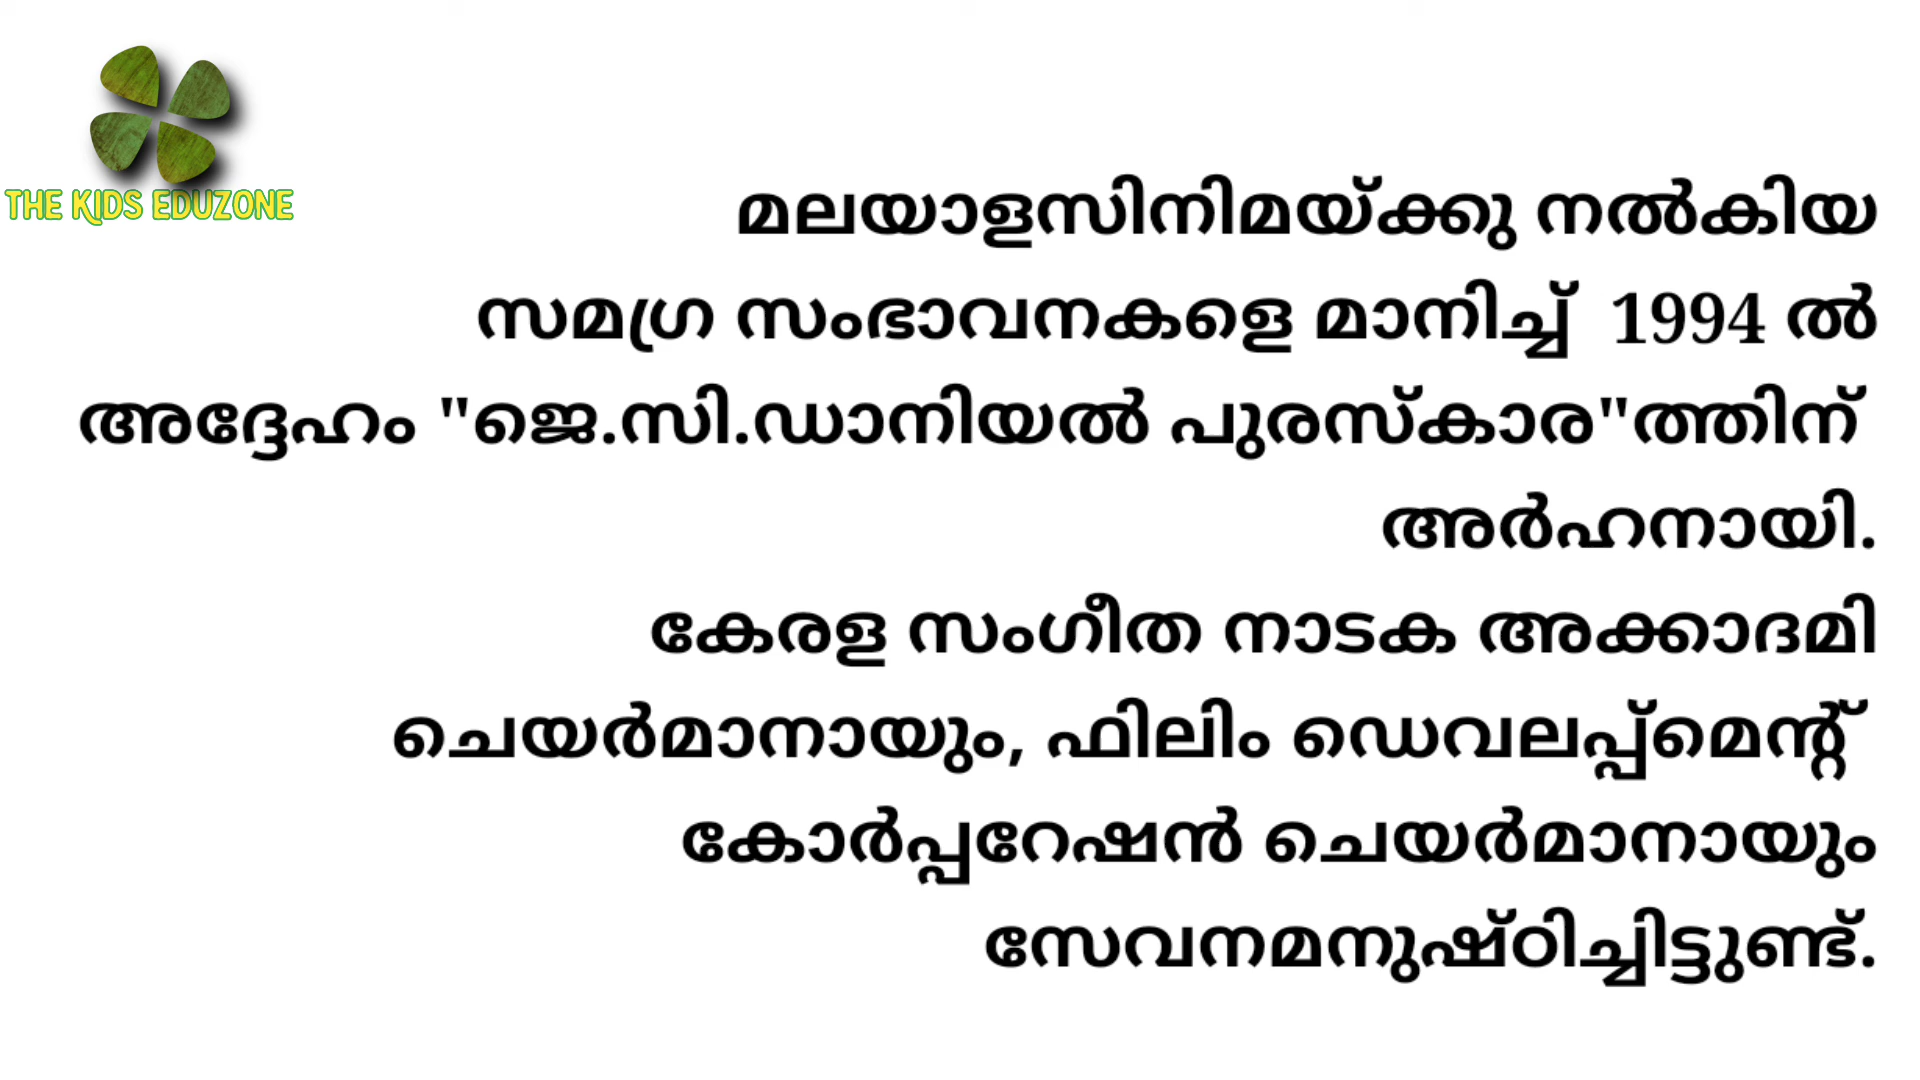 THE KIDS EDUZONE
മലയാളസിനിമയ്ക്കു നൽകിയ
സമഗ്ര സംഭാവനകളെ മാനിച്ച് 1994 ൽ
അദ്ദേഹം "ജെ.സി.ഡാനിയൽ പുരസ്കാര"ത്തിന്
അർഹനായി.
കേരള സംഗീത നാടക അക്കാദമി
ചെയർമാനായും, ഫിലിം ഡെവലപ്പ്മെന്റ്
കോർപ്പറേഷൻ ചെയർമാനായും
സേവനമനുഷ്ഠിച്ചിട്ടുണ്ട്.